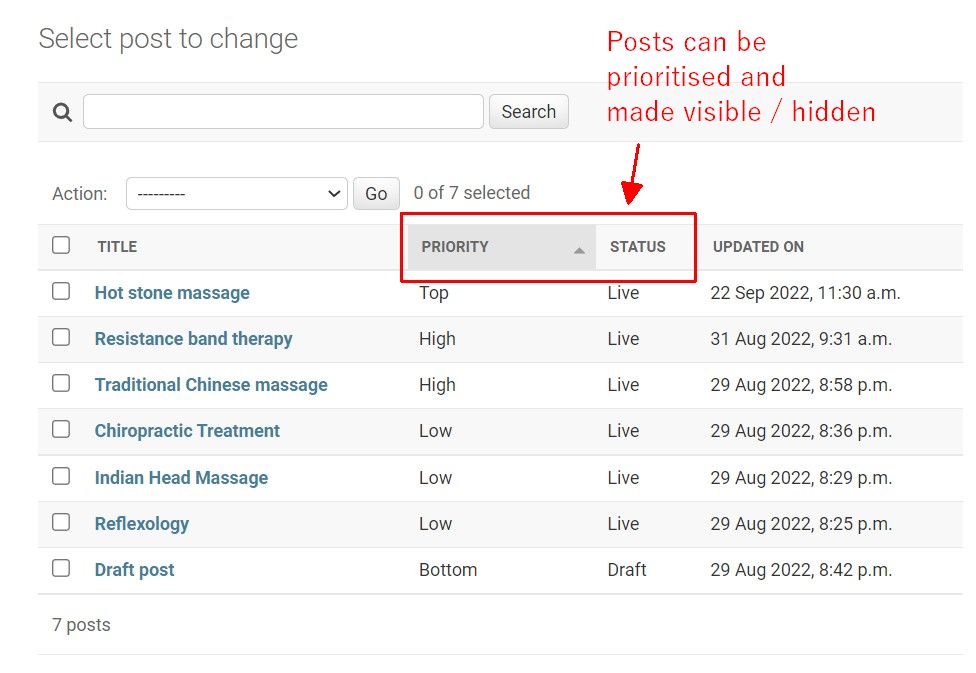 Select post to change
Posts can be
prioritised and
made visible / hidden
Search
Action: --------- Go 0 of 7 selected
TITLE PRIORITY STATUS UPDATED ON
Hot stone massage Top Live 22 Sep 2022, 11:30 a.m.
Resistance band therapy High Live 31 Aug 2022, 9:31 a.m.
Traditional Chinese massage High Live 29 Aug 2022, 8:58 p.m.
Chiropractic Treatment Low Live 29 Aug 2022, 8:36 p.m.
Indian Head Massage Low Live 29 Aug 2022, 8:29 p.m.
Reflexology Low Live 29 Aug 2022, 8:25 p.m.
Draft post Bottom Draft 29 Aug 2022, 8:42 p.m.
7 posts